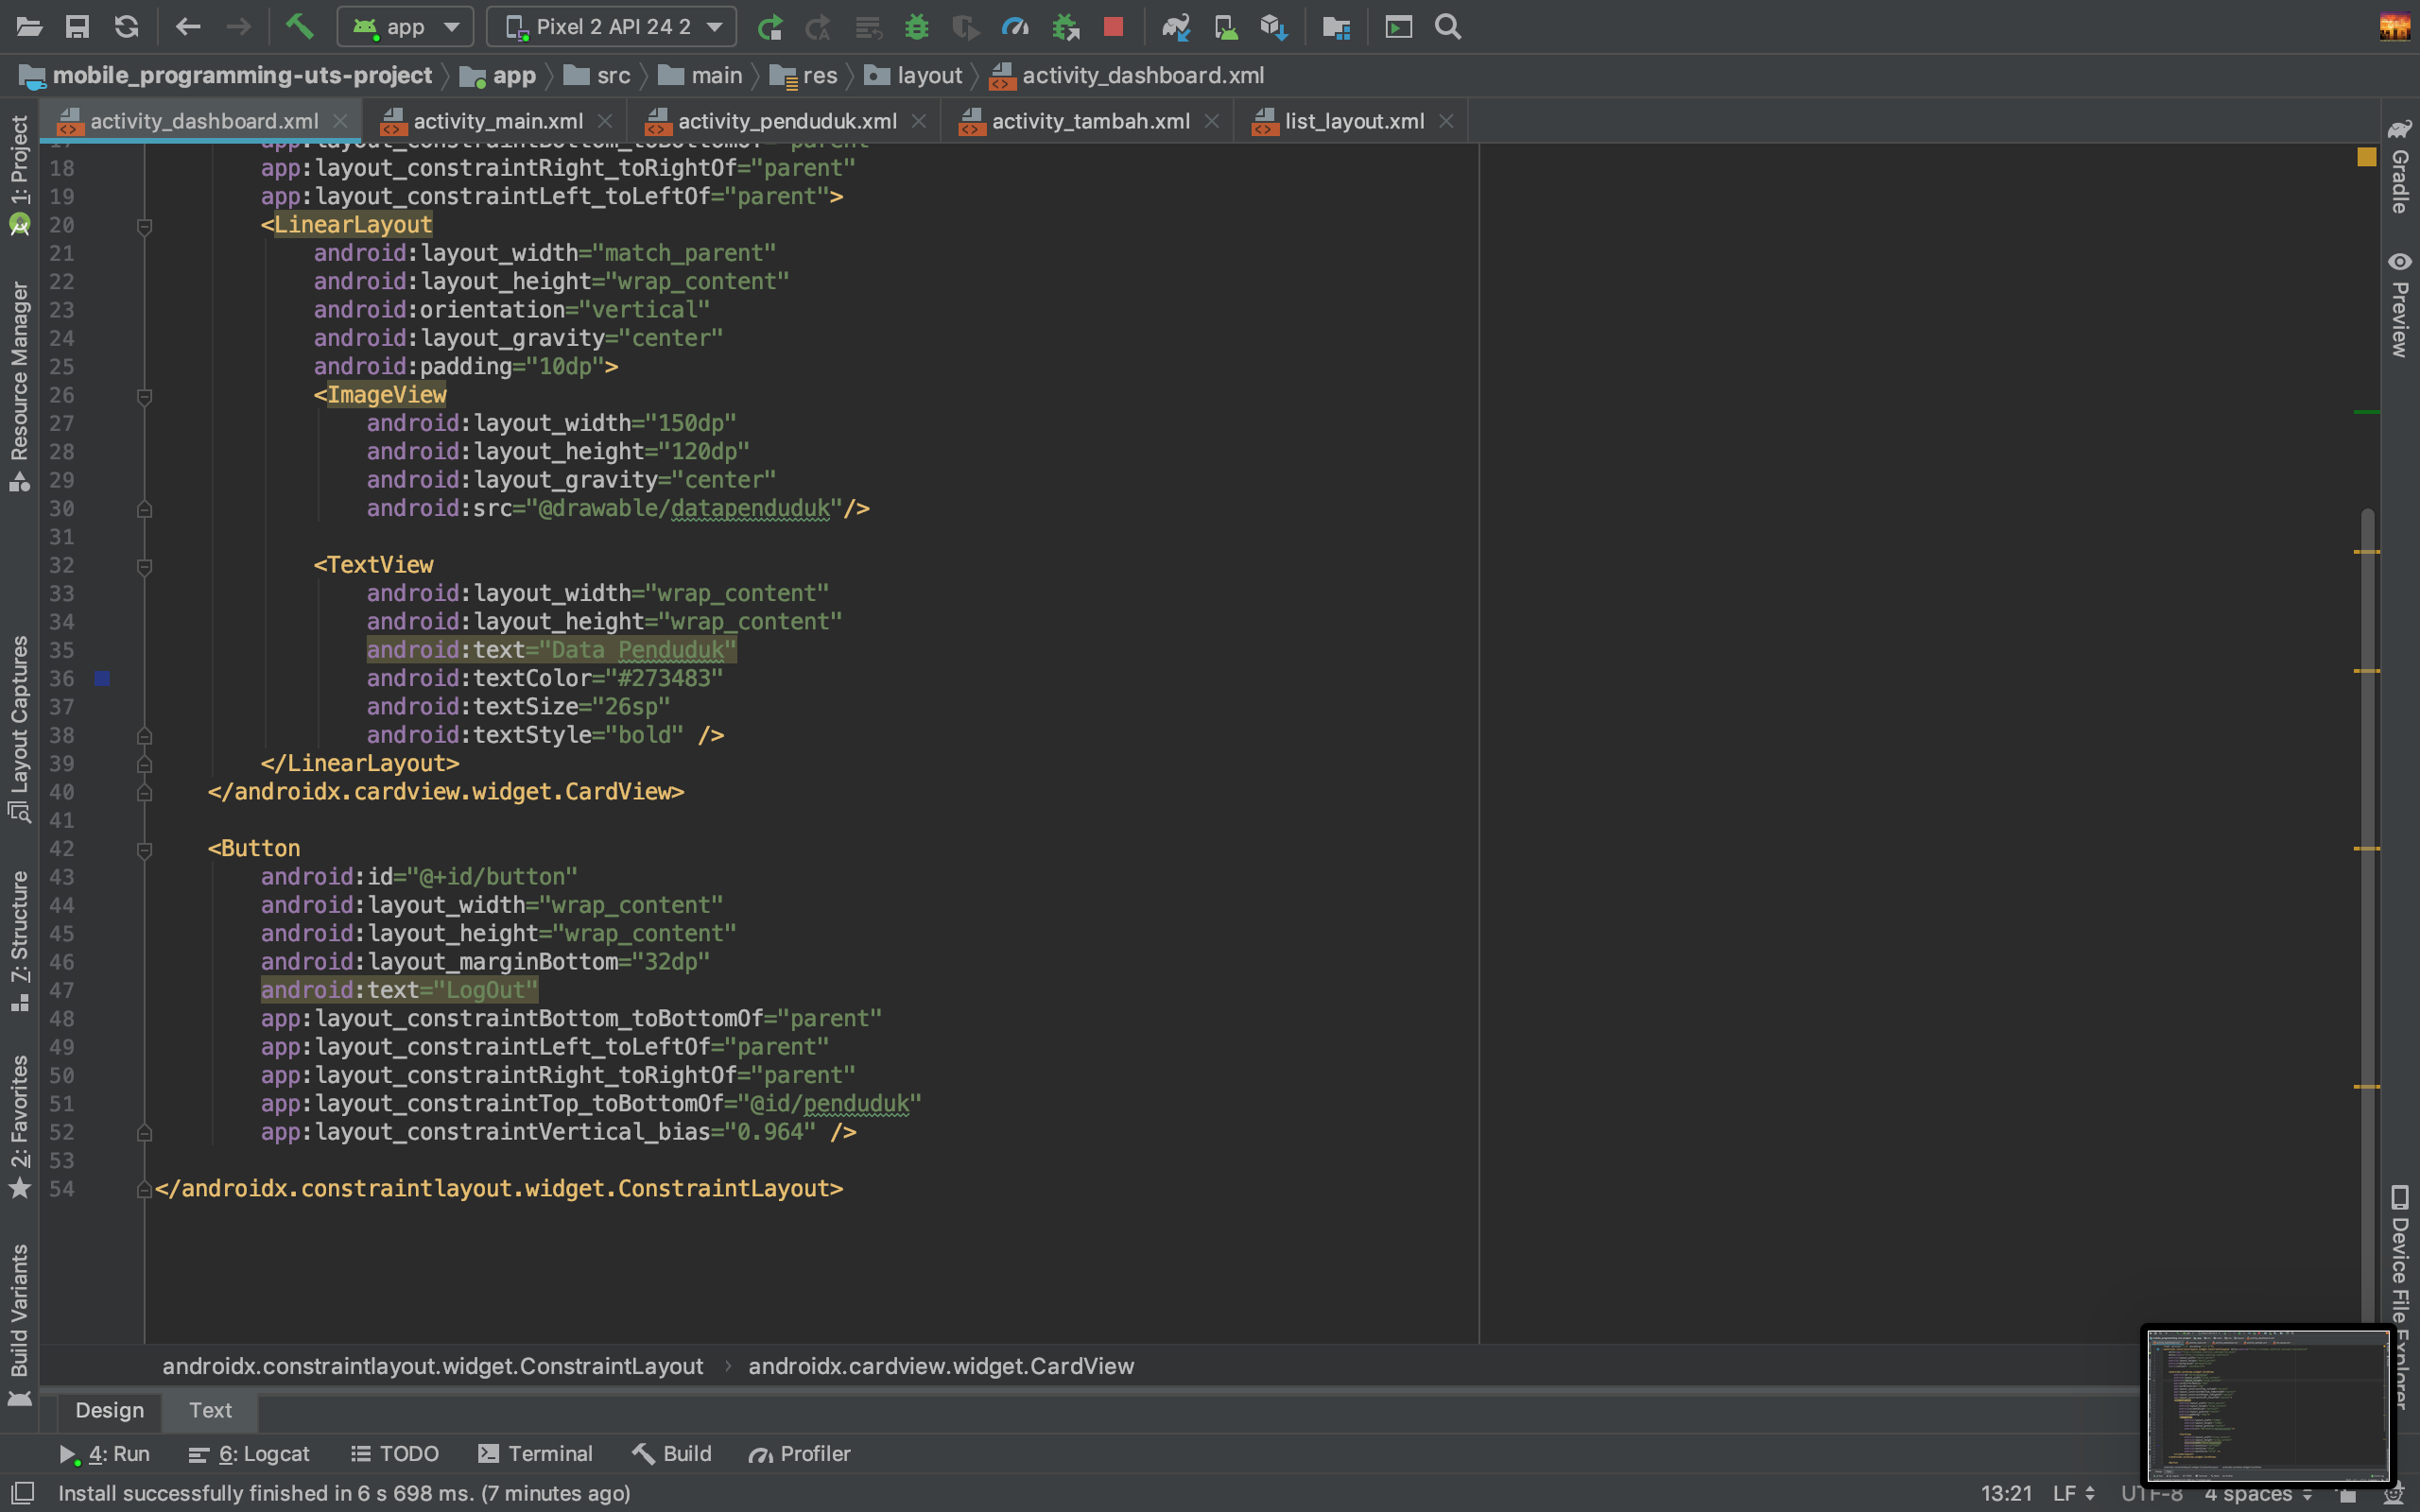 app
Pixel 2 API 24 2
mobile_programming-uts-project
app
src
main
res
layout
activity_dashboard.xml
activity_dashboard.xml
activity_main.xml
activity_penduduk.xml
activity_tambah.xml
list_layout.xml
1: Project
Resource Manager
Layout Captures
7: Structure
2: Favorites
Build Variants
Gradle
Preview
Device File Explorer
17 app:layout_constraintBottom_toBottomOf="parent"
18 app:layout_constraintRight_toRightOf="parent"
19 app:layout_constraintLeft_toLeftOf="parent">
20 <LinearLayout
21 android:layout_width="match_parent"
22 android:layout_height="wrap_content"
23 android:orientation="vertical"
24 android:layout_gravity="center"
25 android:padding="10dp">
26 <ImageView
27 android:layout_width="150dp"
28 android:layout_height="120dp"
29 android:layout_gravity="center"
30 android:src="@drawable/datapenduduk"/>
31
32 <TextView
33 android:layout_width="wrap_content"
34 android:layout_height="wrap_content"
35 android:text="Data Penduduk"
36 android:textColor="#273483"
37 android:textSize="26sp"
38 android:textStyle="bold" />
39 </LinearLayout>
40 </androidx.cardview.widget.CardView>
41
42 <Button
43 android:id="@+id/button"
44 android:layout_width="wrap_content"
45 android:layout_height="wrap_content"
46 android:layout_marginBottom="32dp"
47 android:text="LogOut"
48 app:layout_constraintBottom_toBottomOf="parent"
49 app:layout_constraintLeft_toLeftOf="parent"
50 app:layout_constraintRight_toRightOf="parent"
51 app:layout_constraintTop_toBottomOf="@id/penduduk"
52 app:layout_constraintVertical_bias="0.964" />
53
54 </androidx.constraintlayout.widget.ConstraintLayout>
androidx.constraintlayout.widget.ConstraintLayout › androidx.cardview.widget.CardView
Design Text
4: Run 6: Logcat TODO Terminal Build Profiler
Install successfully finished in 6 s 698 ms. (7 minutes ago) 13:21 LF UTF-8 4 spaces